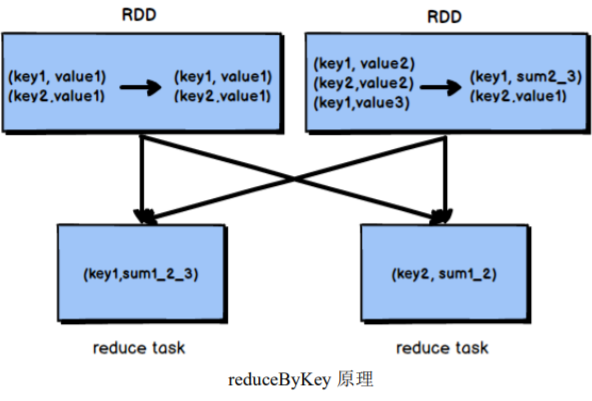 RDD
RDD
(key1, value1)
(key2,value1)
(key1, value1)
(key2,value1)
(key1, value2)
(key2,value2)
(key1,value3)
(key1, sum2_3)
(key2,value1)
(key1,sum1_2_3)
(key2, sum1_2)
reduce task
reduce task
reduceByKey 原理